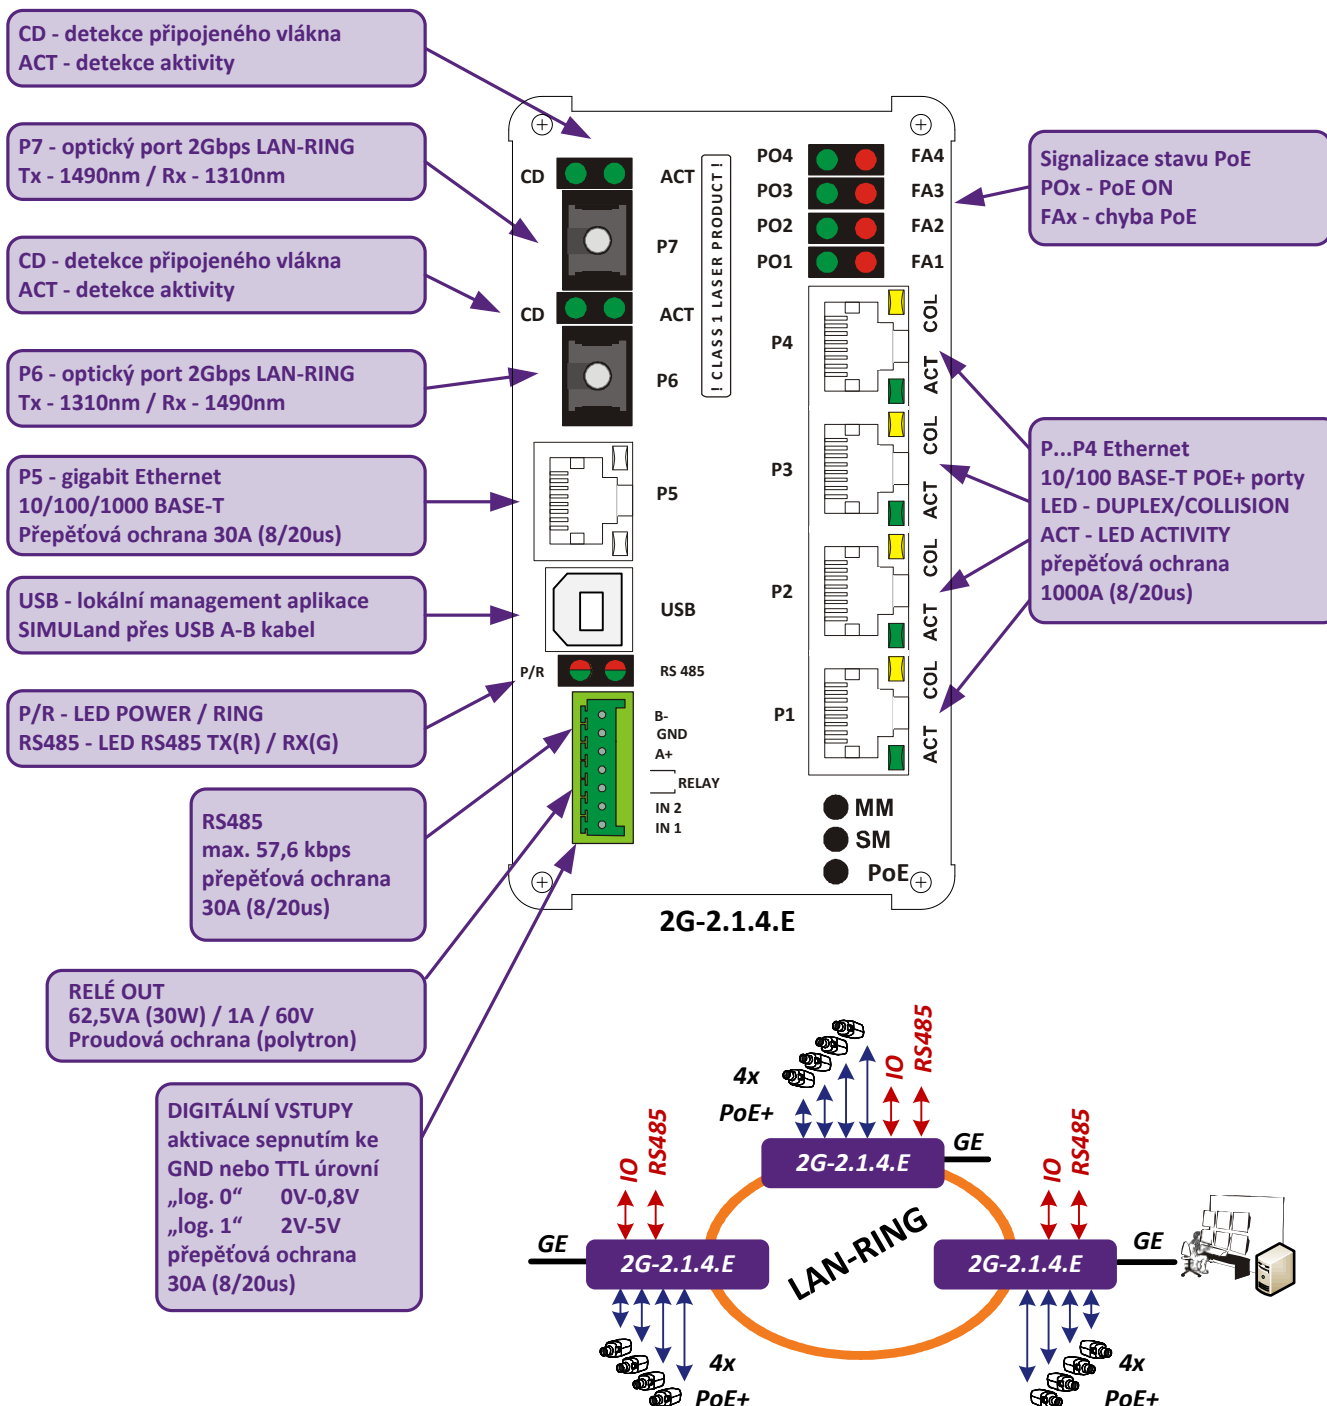 CD - detekce připojeného vlákna
ACT - detekce aktivity
P7 - optický port 2Gbps LAN-RING
Tx - 1490nm / Rx - 1310nm
CD - detekce připojeného vlákna
ACT - detekce aktivity
P6 - optický port 2Gbps LAN-RING
Tx - 1310nm / Rx - 1490nm
P5 - gigabit Ethernet
10/100/1000 BASE-T
Přepěťová ochrana 30A (8/20us)
USB - lokální management aplikace
SIMULand přes USB A-B kabel
P/R - LED POWER / RING
RS485 - LED RS485 TX(R) / RX(G)
RS485
max. 57,6 kbps
přepěťová ochrana
30A (8/20us)
RELÉ OUT
62,5VA (30W) / 1A / 60V
Proudová ochrana (polytron)
DIGITÁLNÍ VSTUPY
aktivace sepnutím ke
GND nebo TTL úrovní
„log. 0“ 0V-0,8V
„log. 1“ 2V-5V
přepěťová ochrana
30A (8/20us)
CD
ACT
P7
CD
ACT
P6
! CLASS 1 LASER PRODUCT !
P5
USB
P/R
RS 485
B-
GND
A+
RELAY
IN 2
IN 1
PO4
FA4
PO3
FA3
PO2
FA2
PO1
FA1
P4
COL
ACT
P3
COL
ACT
P2
COL
ACT
P1
COL
ACT
MM
SM
PoE
2G-2.1.4.E
Signalizace stavu PoE
POx - PoE ON
FAx - chyba PoE
P...P4 Ethernet
10/100 BASE-T POE+ porty
LED - DUPLEX/COLLISION
ACT - LED ACTIVITY
přepěťová ochrana
1000A (8/20us)
4x
PoE+
IO
RS485
2G-2.1.4.E
GE
IO
RS485
GE
2G-2.1.4.E
4x
PoE+
LAN-RING
IO
RS485
2G-2.1.4.E
GE
4x
PoE+